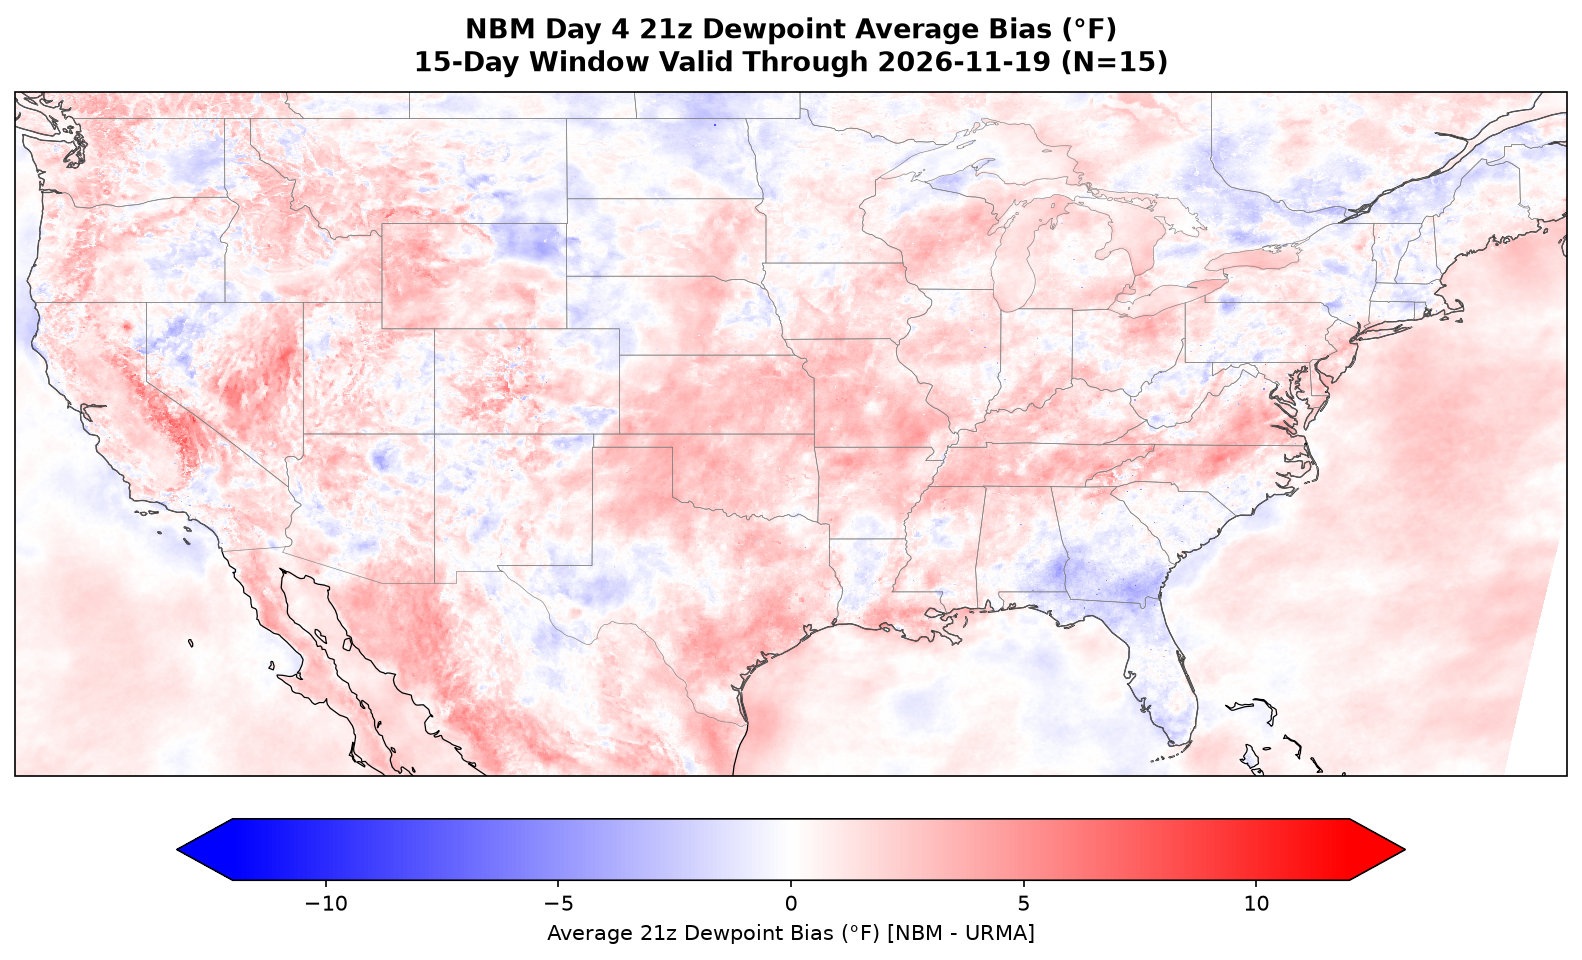 NBM Day 4 21z Dewpoint Average Bias (°F)
15-Day Window Valid Through 2026-11-19 (N=15)
−10 −5 0 5 10
Average 21z Dewpoint Bias (°F) [NBM - URMA]